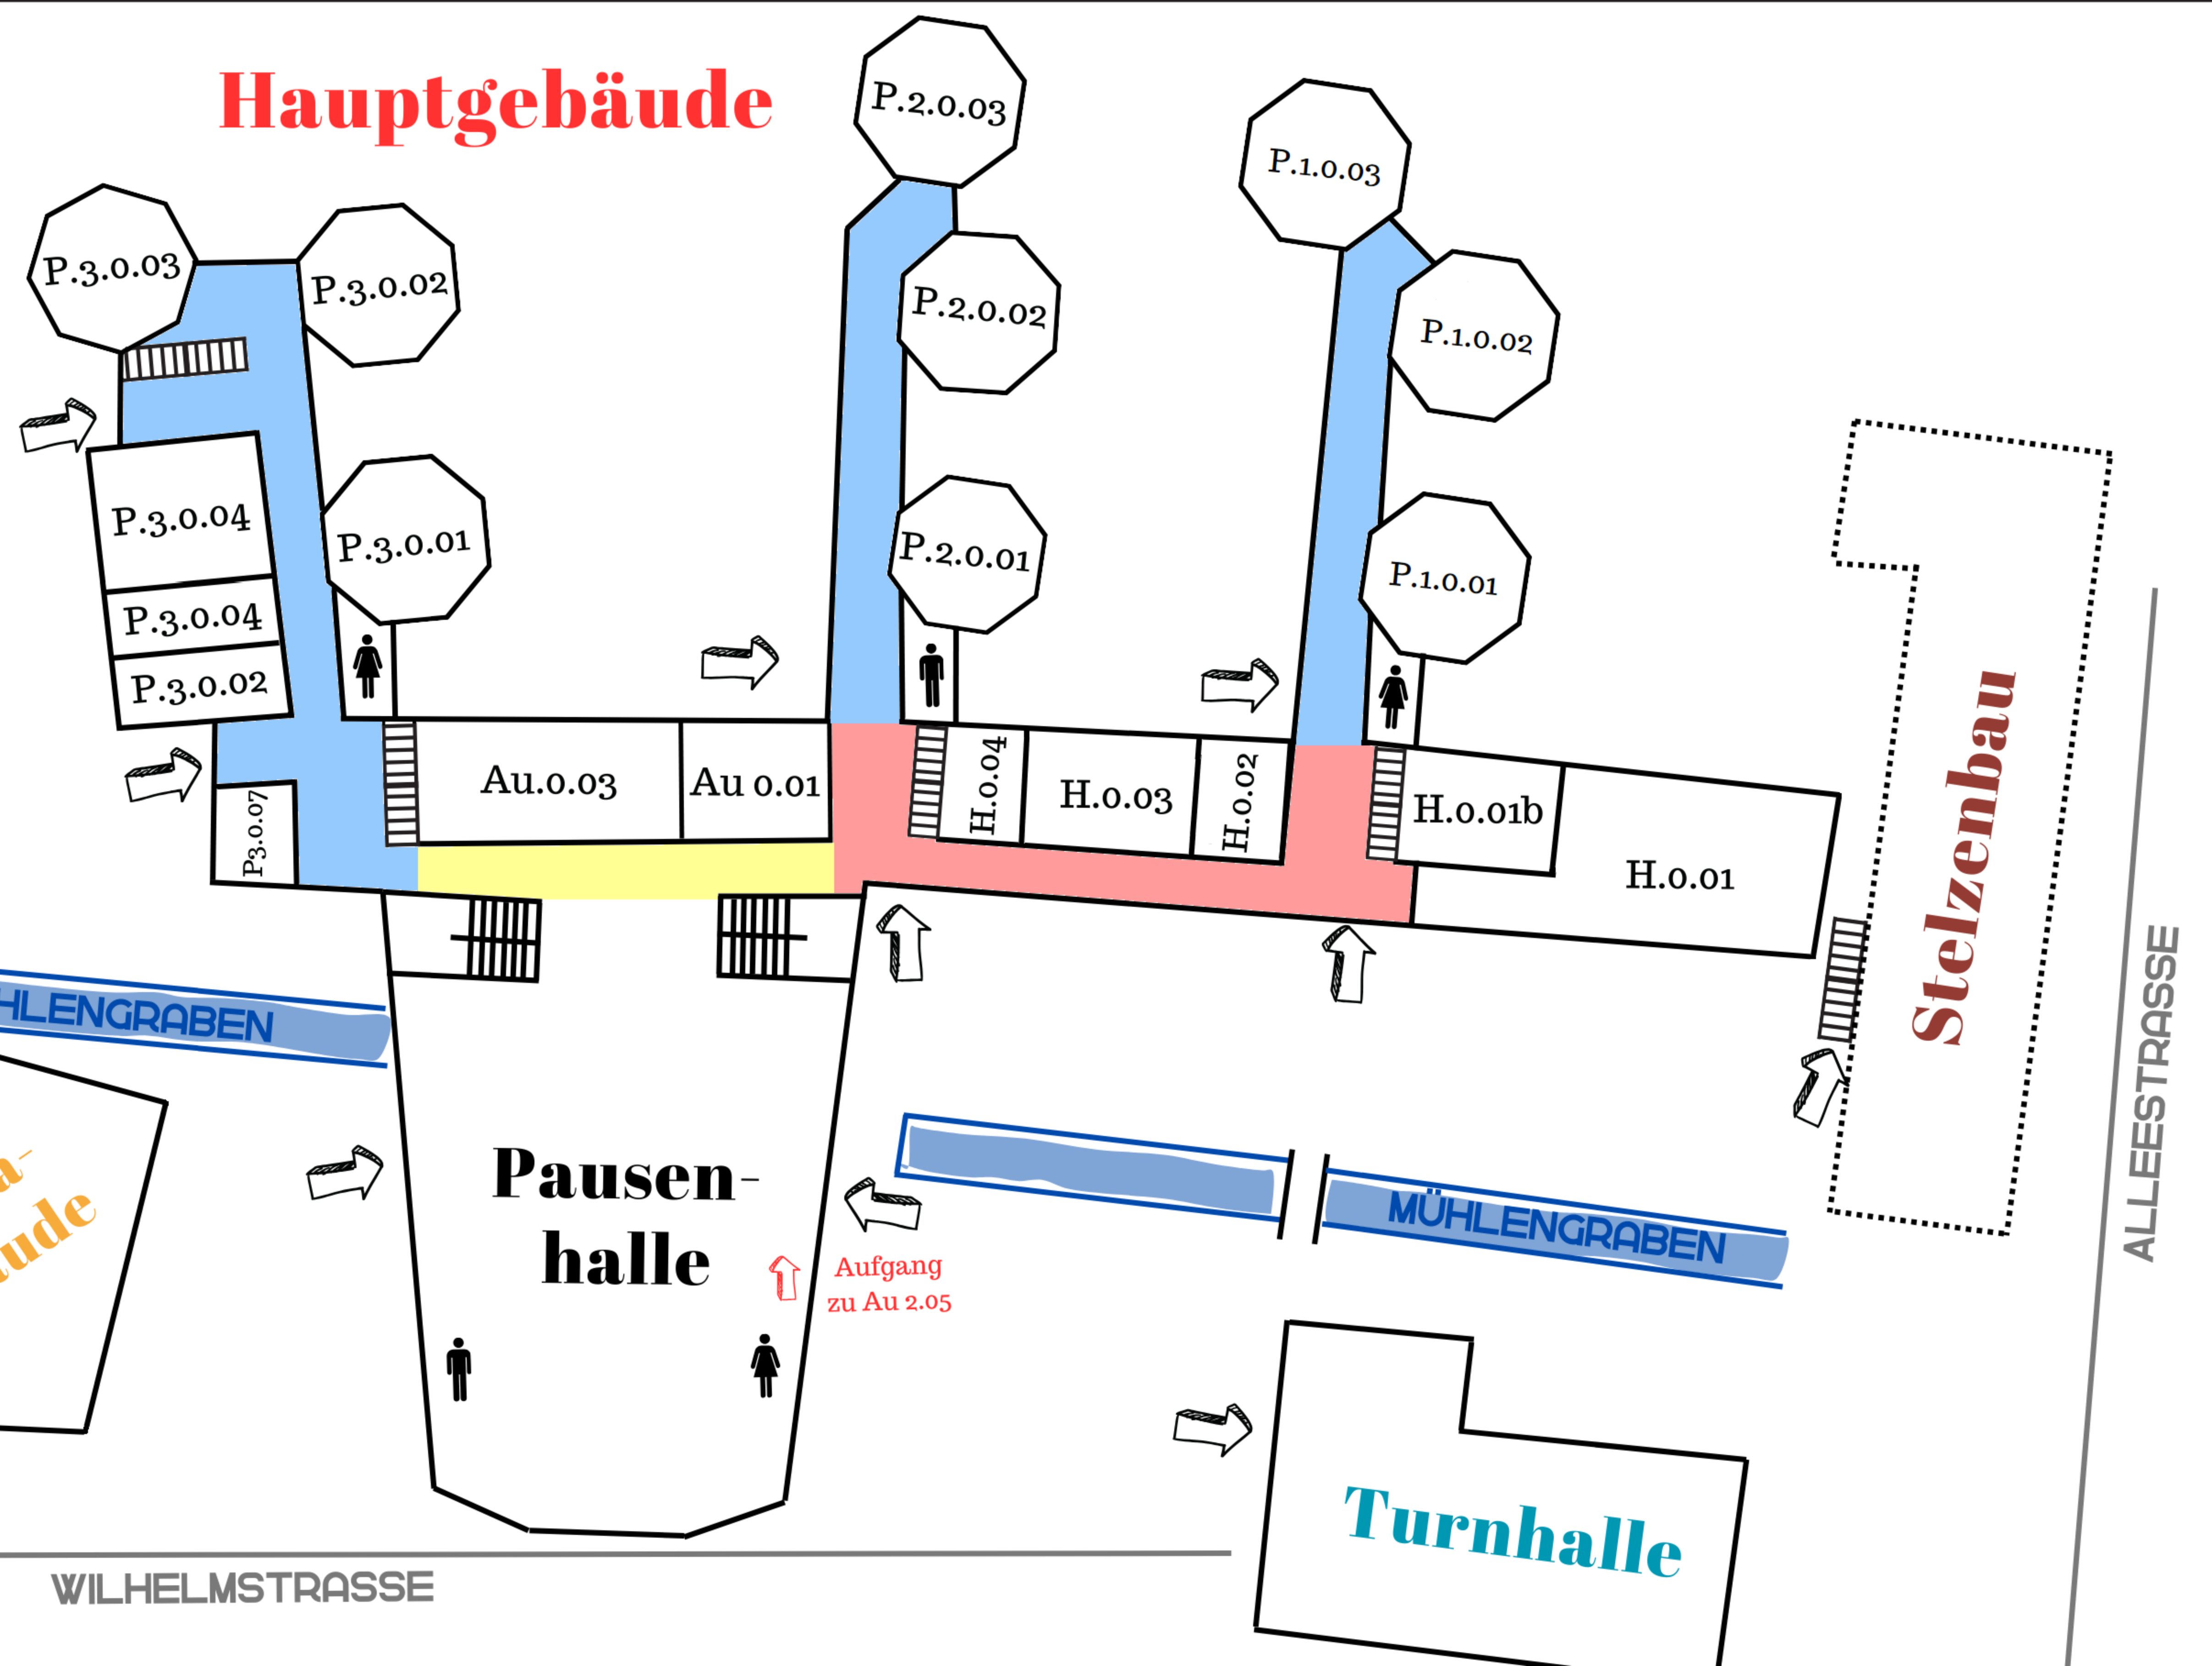 Hauptgebäude
P.2.0.03
P.1.0.03
P.3.0.03
P.3.0.02
P.2.0.02
P.1.0.02
P.3.0.04
P.3.0.01
P.2.0.01
P.1.0.01
P.3.0.04
P.3.0.02
Au.0.03
Au 0.01
H.0.04
H.0.03
H.0.02
H.0.01b
H.0.01
P3.0.07
Stelzenbau
ALLEESTRASSE
HLENGRABEN
Pausen-
halle
MÜHLENGRABEN
Aufgang
zu Au 2.05
a-
ude
Turnhalle
WILHELMSTRASSE